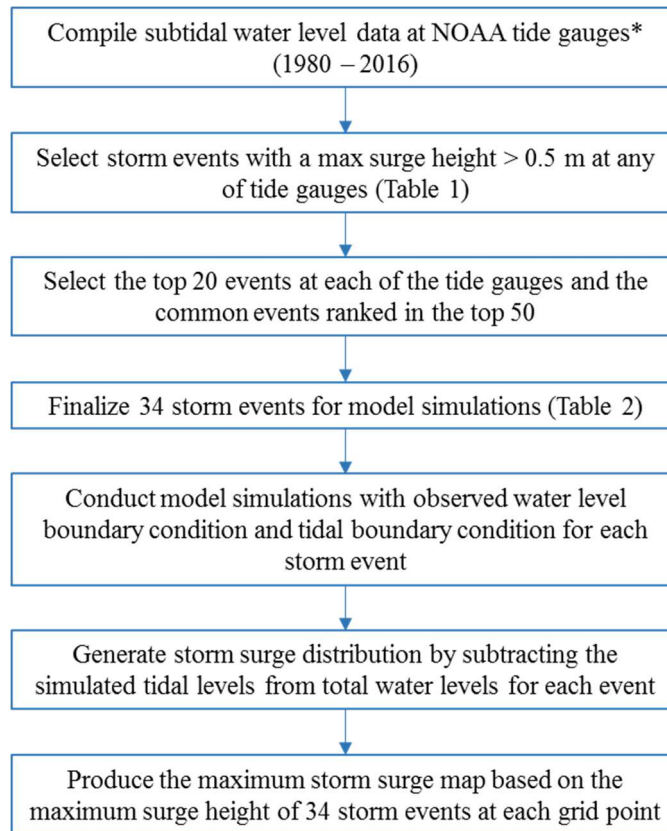 Compile subtidal water level data at NOAA tide gauges*
(1980 – 2016)
Select storm events with a max surge height > 0.5 m at any
of tide gauges (Table 1)
Select the top 20 events at each of the tide gauges and the
common events ranked in the top 50
Finalize 34 storm events for model simulations (Table 2)
Conduct model simulations with observed water level
boundary condition and tidal boundary condition for each
storm event
Generate storm surge distribution by subtracting the
simulated tidal levels from total water levels for each event
Produce the maximum storm surge map based on the
maximum surge height of 34 storm events at each grid point